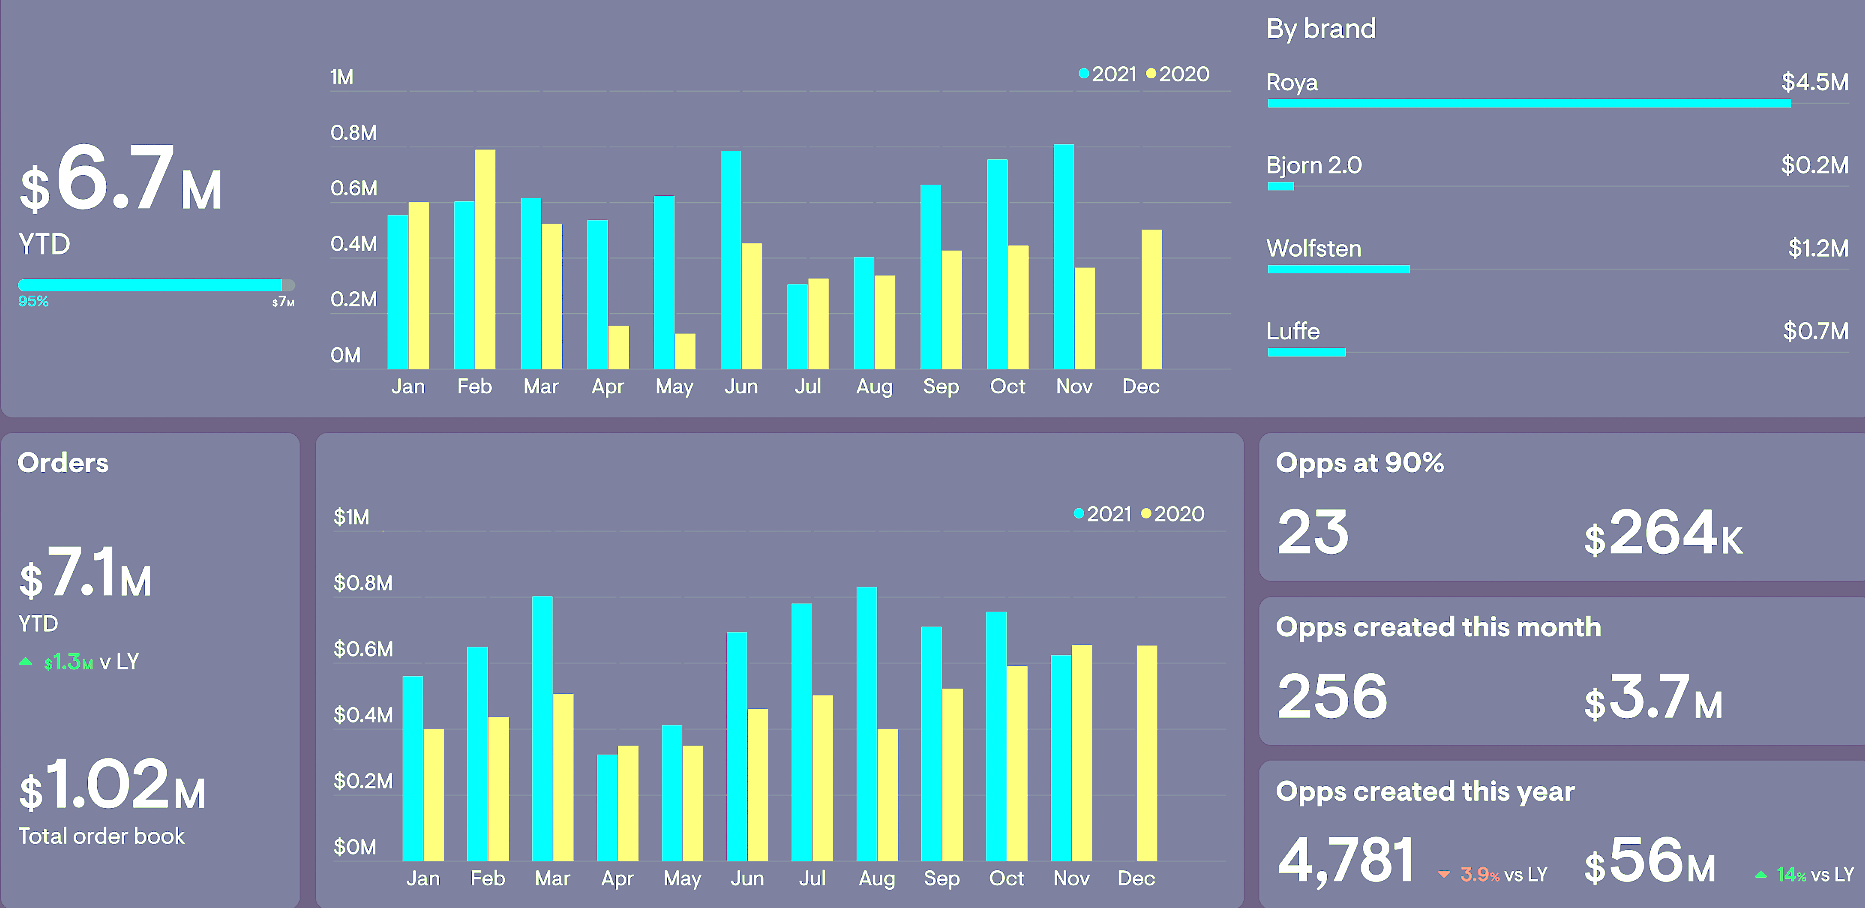 $6.7M
YTD
95%
$7M
1M
0.8M
0.6M
0.4M
0.2M
0M
2021 2020
Jan Feb Mar Apr May Jun Jul Aug Sep Oct Nov Dec
By brand
Roya $4.5M
Bjorn 2.0 $0.2M
Wolfsten $1.2M
Luffe $0.7M
Orders
$7.1M
YTD
$1.3M v LY
$1.02M
Total order book
$1M
$0.8M
$0.6M
$0.4M
$0.2M
$0M
2021 2020
Jan Feb Mar Apr May Jun Jul Aug Sep Oct Nov Dec
Opps at 90%
23 $264K
Opps created this month
256 $3.7M
Opps created this year
4,781 3.9% vs LY $56M 14% vs LY